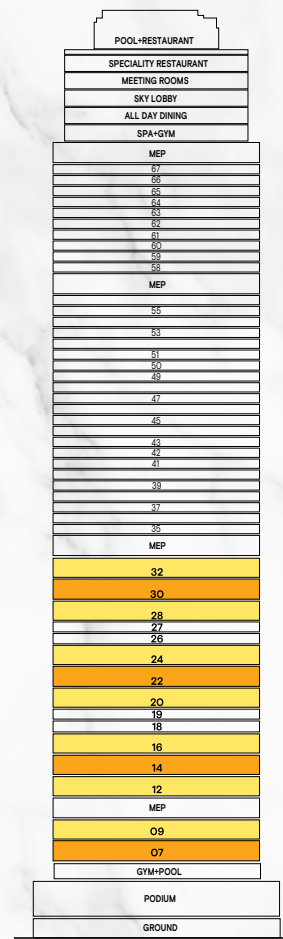 POOL+RESTAURANT
SPECIALITY RESTAURANT
MEETING ROOMS
SKY LOBBY
ALL DAY DINING
SPA+GYM
MEP
67
66
65
64
63
62
61
60
59
58
MEP
55
53
51
50
49
47
45
43
42
41
39
37
35
MEP
32
30
28
27
26
24
22
20
19
18
16
14
12
MEP
09
07
GYM+POOL
PODIUM
GROUND